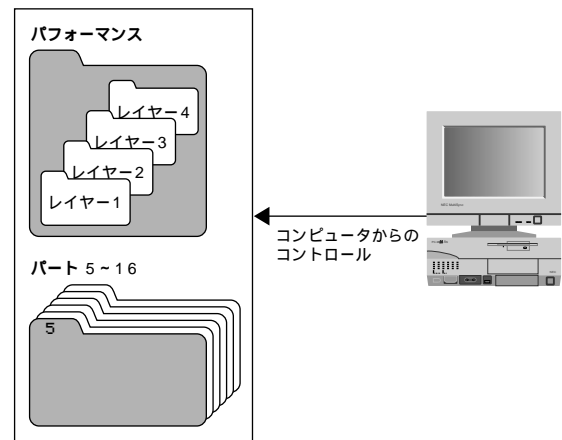 パフォーマンス
レイヤー4
レイヤー3
レイヤー2
レイヤー1
コンピュータからの
コントロール
パート 5~16
5